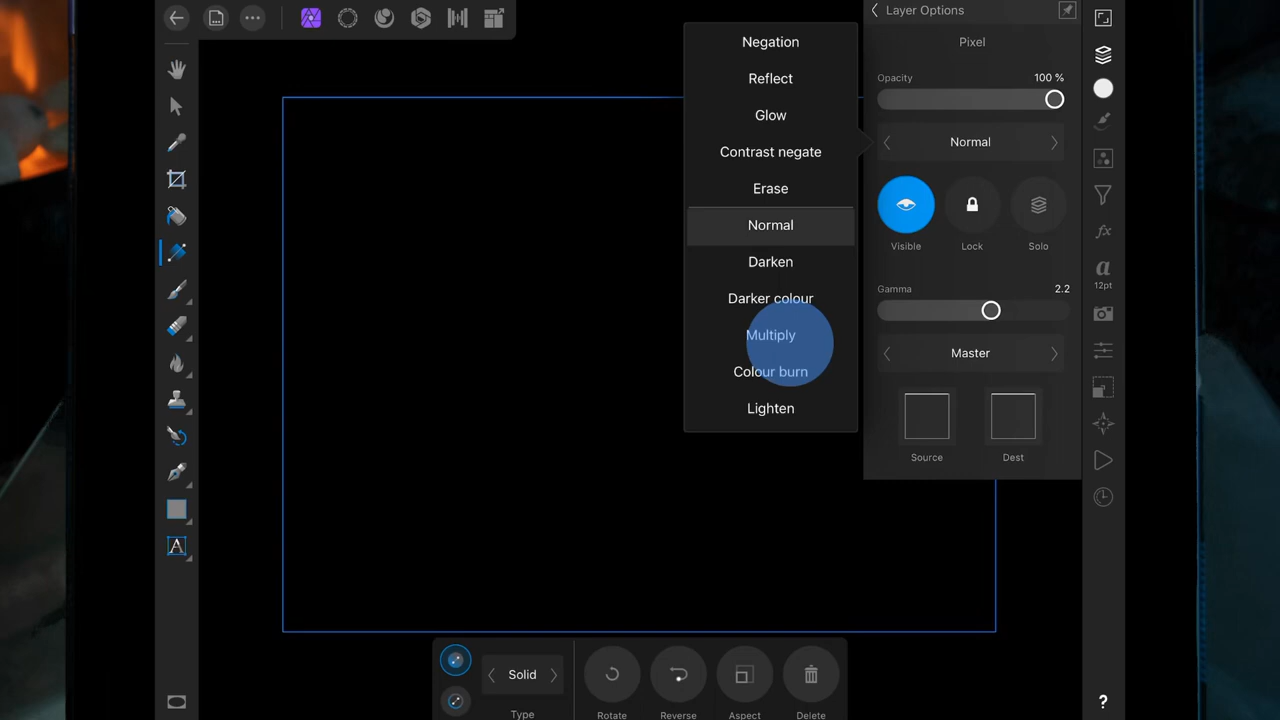 Layer Options
Pixel
Opacity
100 %
Normal
Visible
Lock
Solo
Gamma
2.2
Master
Source
Dest
Negation
Reflect
Glow
Contrast negate
Erase
Normal
Darken
Darker colour
Multiply
Colour burn
Lighten
a
12pt
A
Solid
Type
Rotate
Reverse
Aspect
Delete
?